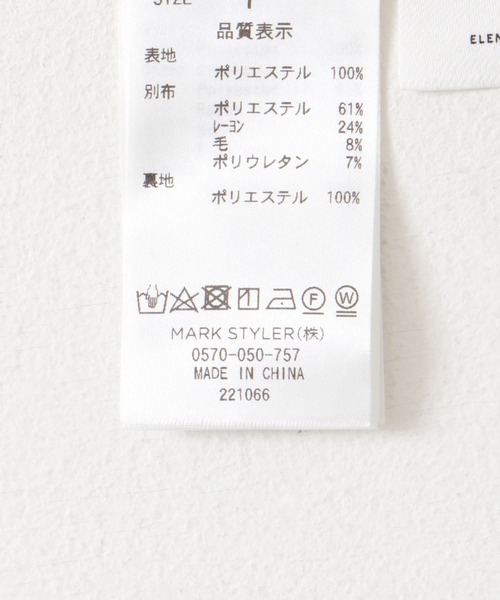 SIZE
品質表示
表地
ポリエステル 100%
別布
ポリエステル 61%
レーヨン 24%
毛 8%
ポリウレタン 7%
裏地
ポリエステル 100%
F W
MARK STYLER(株)
0570-050-757
MADE IN CHINA
221066
ELEN